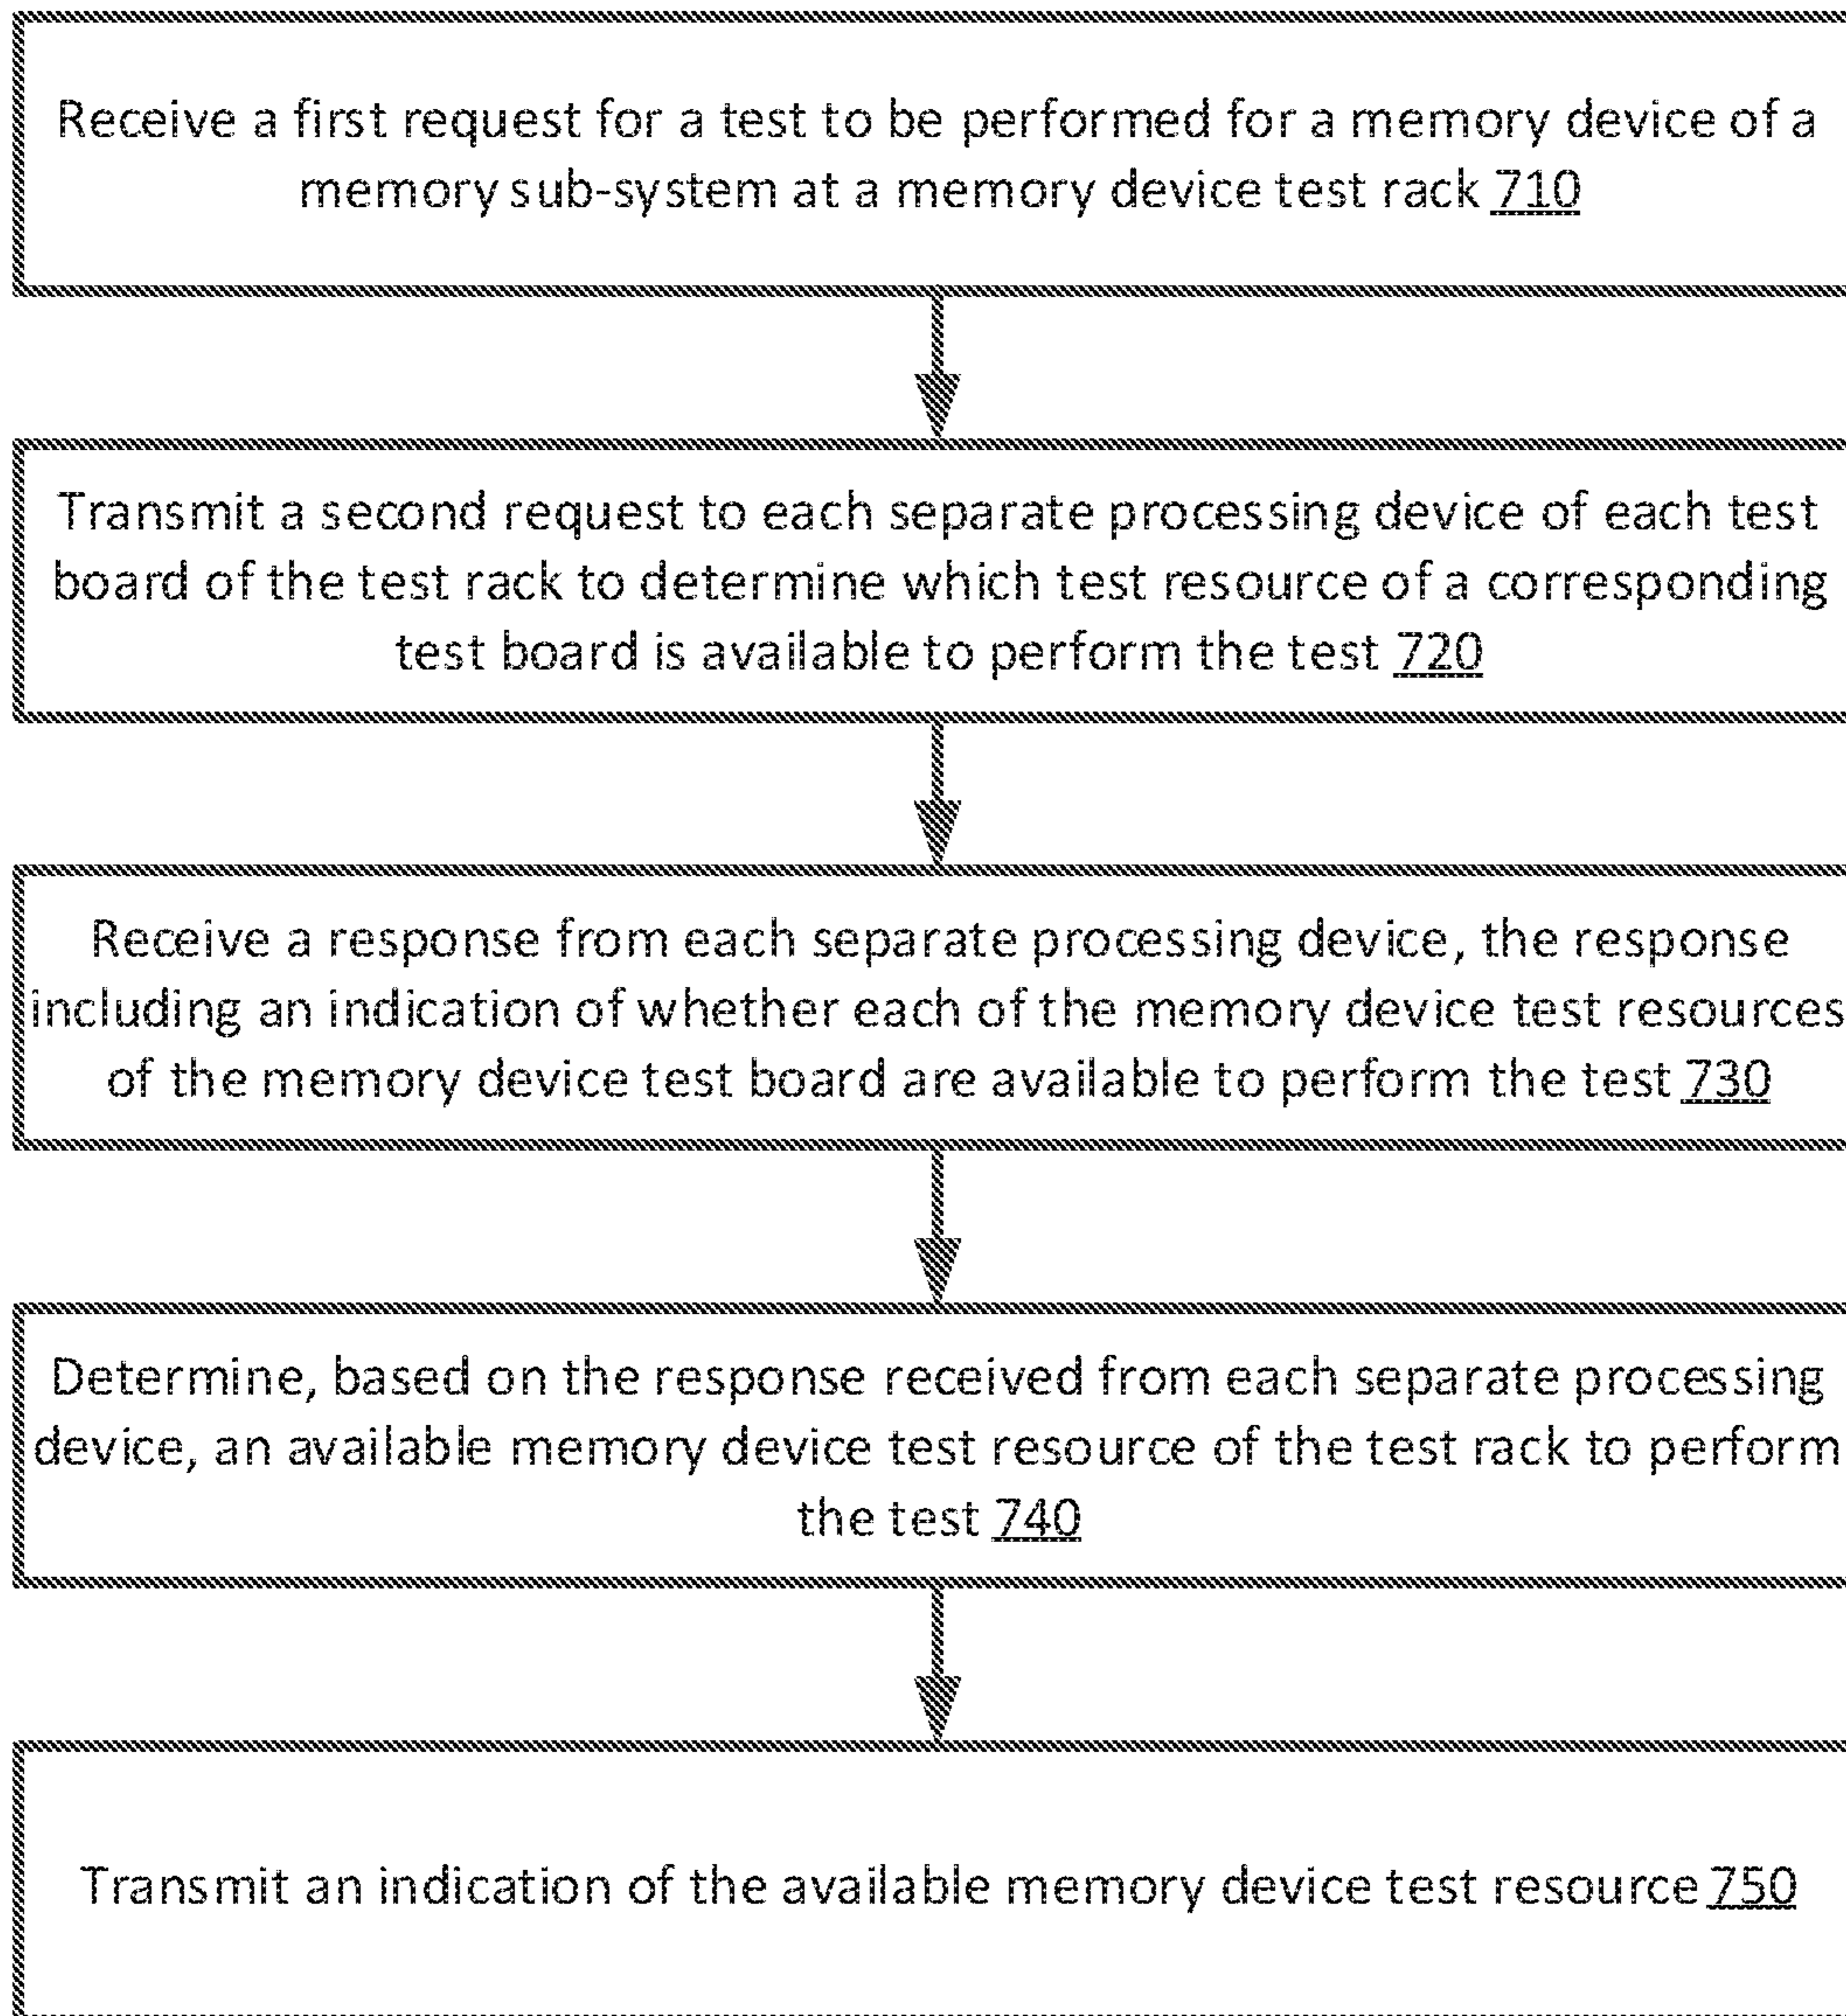 Receive a first request for a test to be performed for a memory device of a
memory sub-system at a memory device test rack 710
Transmit a second request to each separate processing device of each test
board of the test rack to determine which test resource of a corresponding
test board is available to perform the test 720
Receive a response from each separate processing device, the response
including an indication of whether each of the memory device test resources
of the memory device test board are available to perform the test 730
Determine, based on the response received from each separate processing
device, an available memory device test resource of the test rack to perform
the test 740
Transmit an indication of the available memory device test resource 750